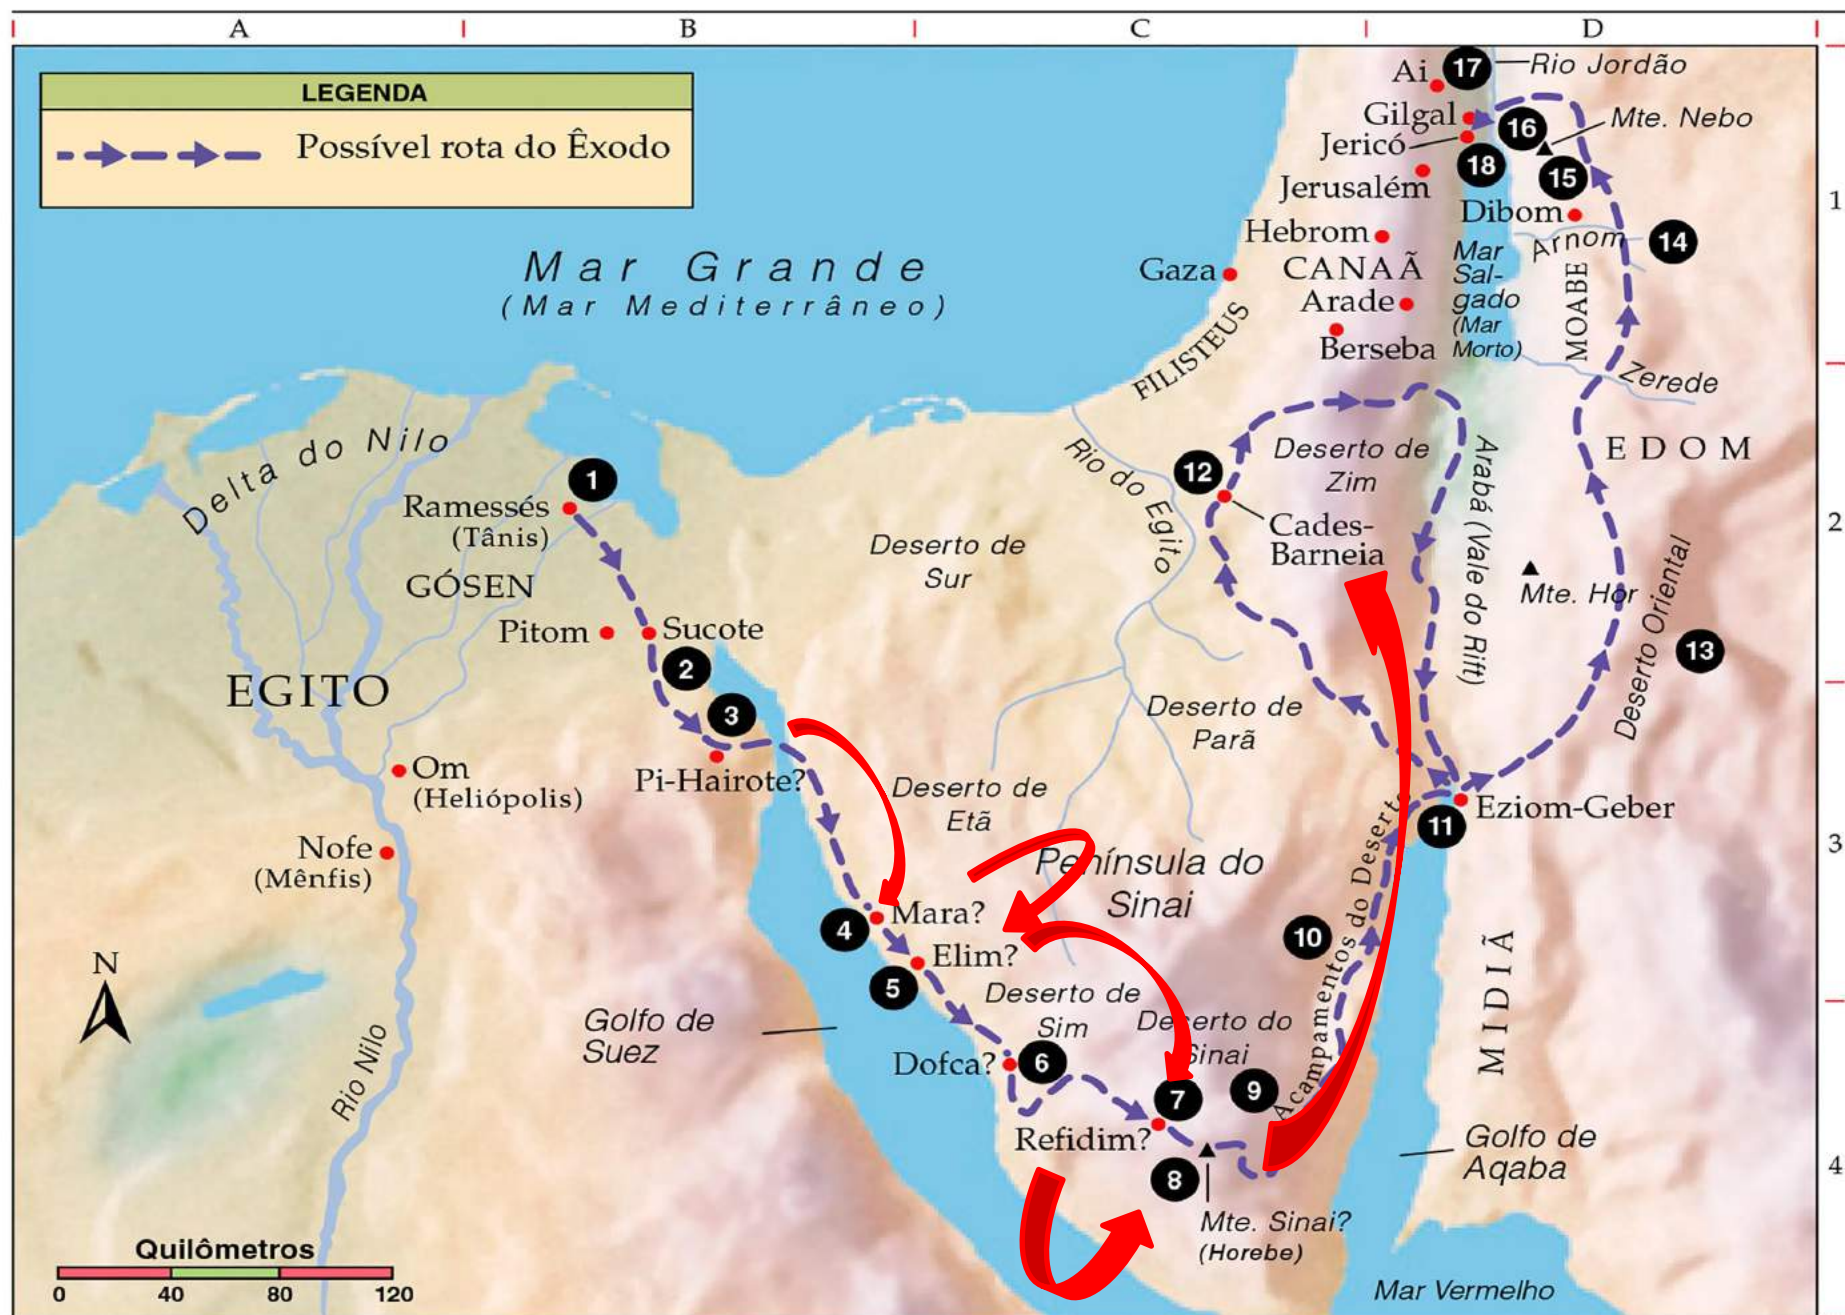 A B C D
LEGENDA
Possível rota do Êxodo
Ai
17
Rio Jordão
Gilgal
16
Mte. Nebo
Jericó
18
15
Jerusalém
1
Dibom
Hebrom
Arnom
14
Mar Grande
(Mar Mediterrâneo)
Gaza
CANAÃ
Mar
Sal-
gado
(Mar
Morto)
Arade
MOABE
Berseba
FILISTEUS
Zerede
Delta do Nilo
1
Ramessés
(Tânis)
Rio do Egito
12
Deserto de
Zim
EDOM
Arabá (Vale do Rift)
2
Cades-
Barneia
Deserto de
Sur
GÓSEN
Mte. Hor
Pitom
Sucote
Deserto Oriental
13
2
EGITO
3
Deserto de
Parã
Om
(Heliópolis)
Pi-Hairote?
Deserto de
Etã
Eziom-Geber
11
Nofe
(Mênfis)
3
Península do
Sinai
Mara?
4
10
Acampamentos do Deserto
Elim?
5
MIDIÃ
N
Deserto de
Sim
Deserto do
Sinai
Golfo de
Suez
Dofca?
6
7
9
Rio Nilo
Refidim?
8
Golfo de
Aqaba
4
Mte. Sinai?
(Horebe)
Quilômetros
0 40 80 120
Mar Vermelho